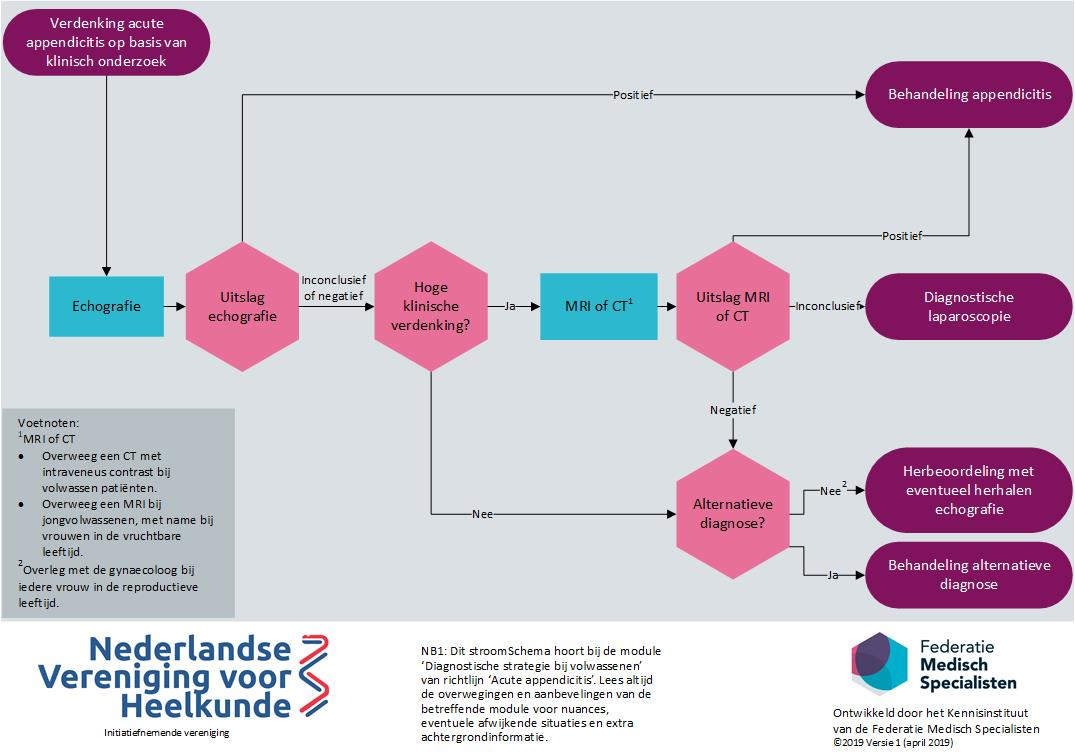 Verdenking acute
appendicitis op basis van
klinisch onderzoek
Positief
Behandeling appendicitis
Positief
Echografie
Uitslag
echografie
Inconclusief
of negatief
Hoge
klinische
verdenking?
Ja
MRI of CT1
Uitslag MRI
of CT
Inconclusief
Diagnostische
laparoscopie
Negatief
Nee
Alternatieve
diagnose?
Nee2
Herbeoordeling met
eventueel herhalen
echografie
Ja
Behandeling alternatieve
diagnose
Voetnoten:
1MRI of CT
• Overweeg een CT met
intraveneus contrast bij
volwassen patiënten.
• Overweeg een MRI bij
jongvolwassenen, met name bij
vrouwen in de vruchtbare
leeftijd.
2Overleg met de gynaecoloog bij
iedere vrouw in de reproductieve
leeftijd.
Nederlandse
Vereniging voor
Heelkunde
Initiatiefnemende vereniging
NB1: Dit stroomSchema hoort bij de module
‘Diagnostische strategie bij volwassenen’
van richtlijn ‘Acute appendicitis’. Lees altijd
de overwegingen en aanbevelingen van de
betreffende module voor nuances,
eventuele afwijkende situaties en extra
achtergrondinformatie.
Federatie
Medisch
Specialisten
Ontwikkeld door het Kennisinstituut
van de Federatie Medisch Specialisten
©2019 Versie 1 (april 2019)